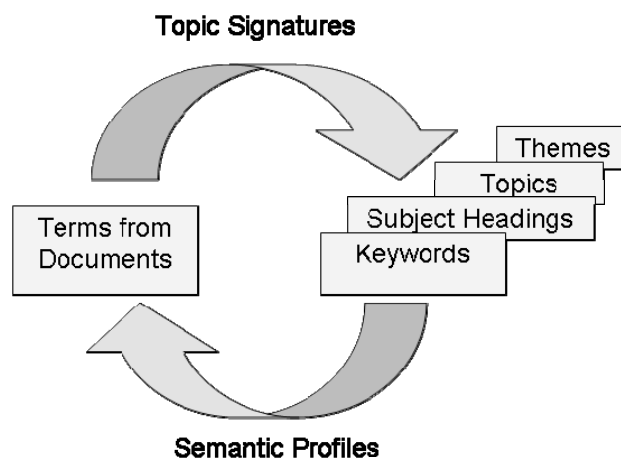 Topic Signatures
Themes
Topics
Subject Headings
Keywords
Terms from
Documents
Semantic Profiles